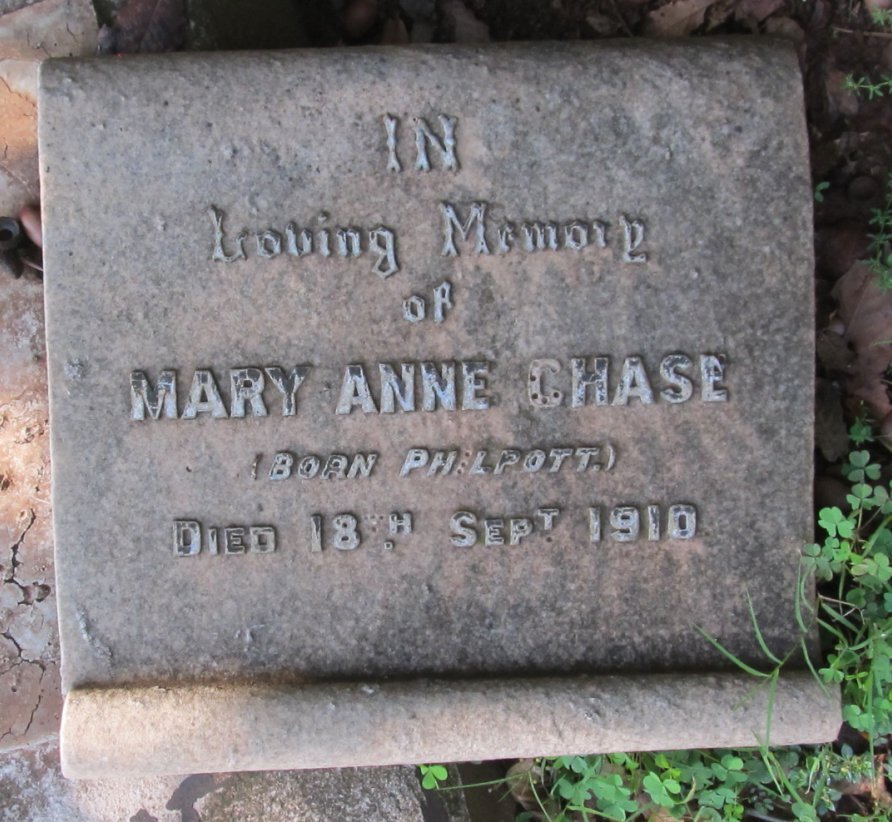 IN
Loving Memory
of
MARY ANNE CHASE
(BORN PHILPOTT.)
DIED 18TH SEPT 1910